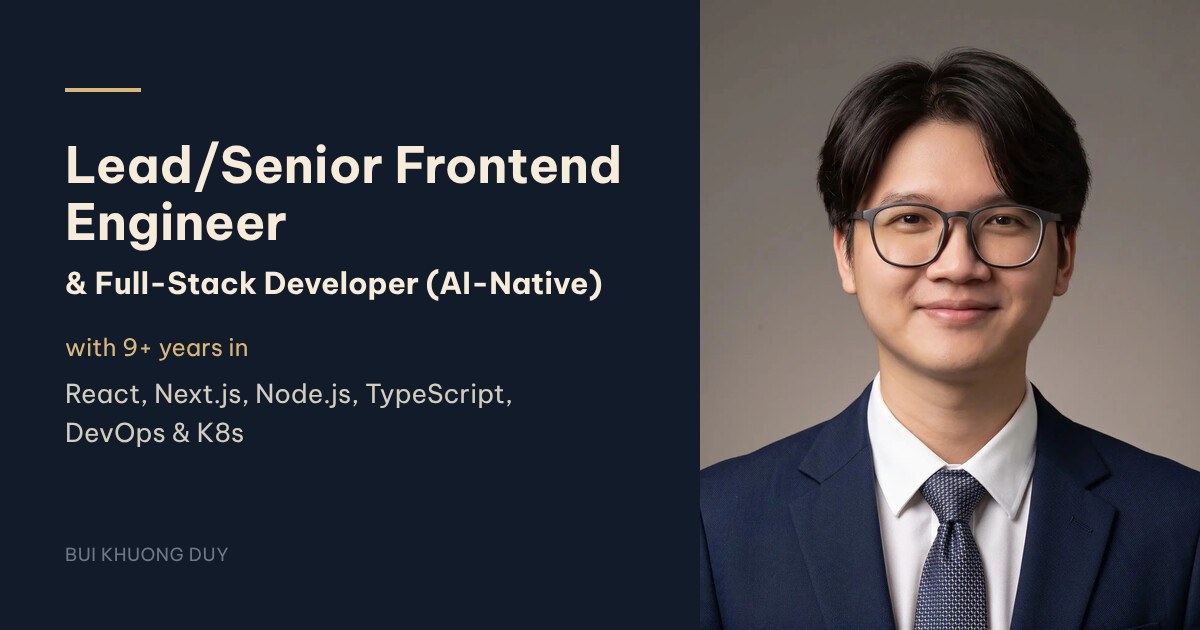 Lead/Senior Frontend
Engineer
& Full-Stack Developer (AI-Native)
with 9+ years in
React, Next.js, Node.js, TypeScript,
DevOps & K8s
BUI KHUONG DUY